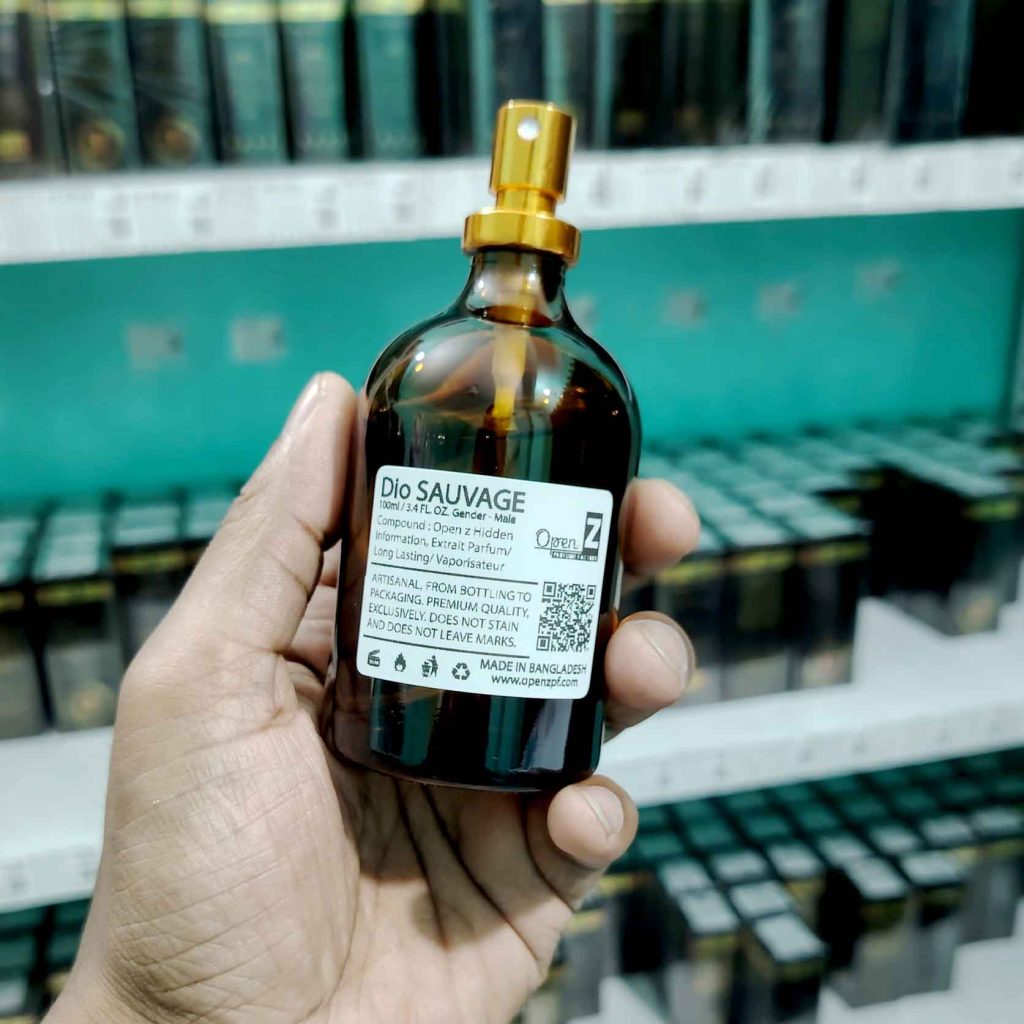 Dio SAUVAGE
100ml / 3.4 FL. OZ. Gender - Male
Compound : Open z Hidden
Information, Extrait Parfum/
Long Lasting/ Vaporisateur
Open Z
PERFUME FACTORY
ARTISANAL, FROM BOTTLING TO
PACKAGING. PREMIUM QUALITY,
EXCLUSIVELY. DOES NOT STAIN
AND DOES NOT LEAVE MARKS.
MADE IN BANGLADESH
www.openzpf.com